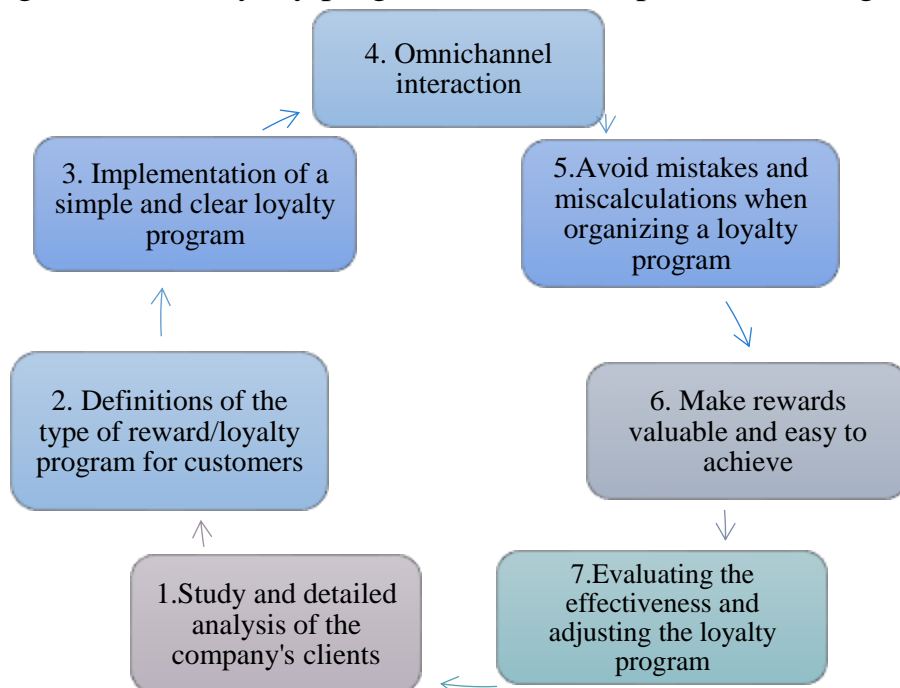 4. Omnichannel
interaction
3. Implementation of a
simple and clear loyalty
program
5.Avoid mistakes and
miscalculations when
organizing a loyalty
program
2. Definitions of the
type of reward/loyalty
program for customers
6. Make rewards
valuable and easy to
achieve
1.Study and detailed
analysis of the
company's clients
7.Evaluating the
effectiveness and
adjusting the loyalty
program